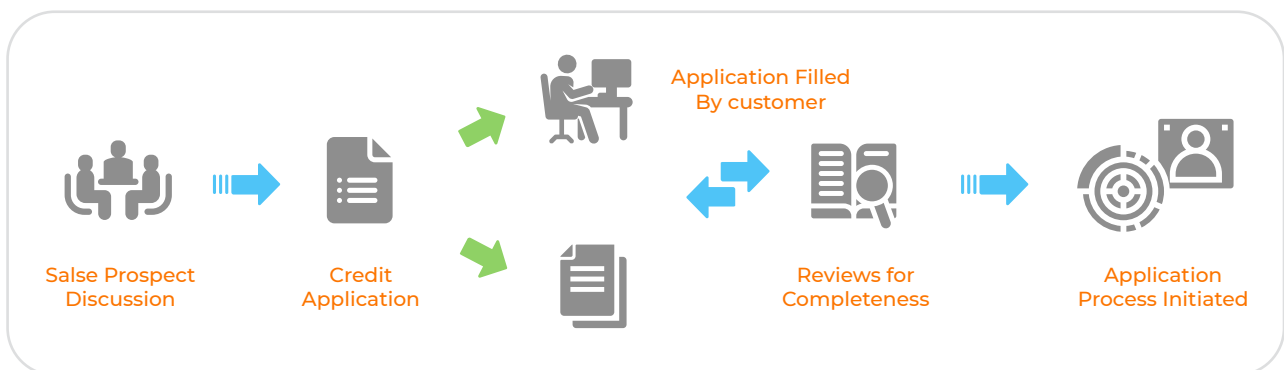 Application Filled
By customer
Salse Prospect
Discussion
Credit
Application
Reviews for
Completeness
Application
Process Initiated